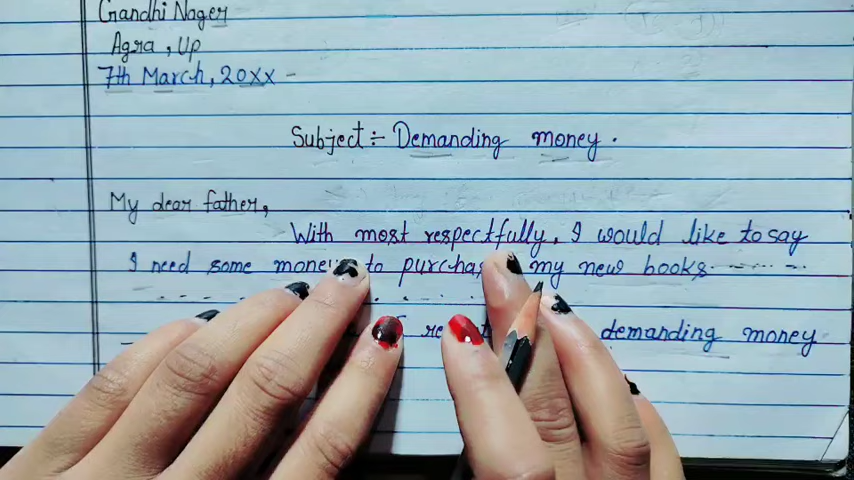 Gandhi Nager
Agra, Up
7th March, 20xx -
Subject:- Demanding money.
My dear father,
With most respectfully, I would like to say
I need some money to my new books
demanding money